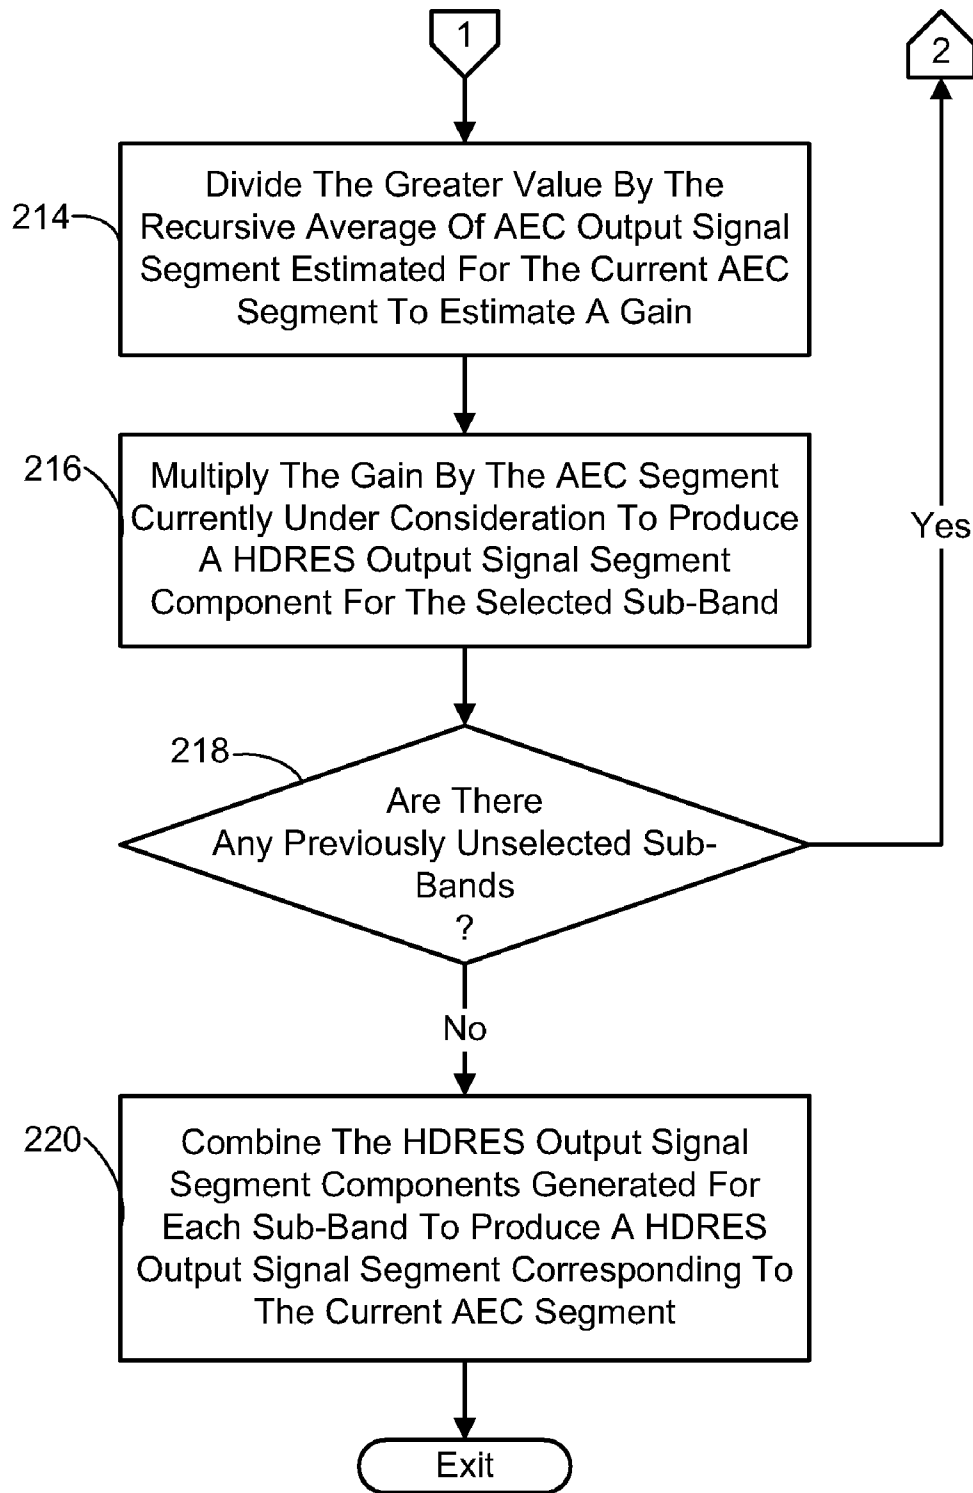 1
2
214
Divide The Greater Value By The
Recursive Average Of AEC Output Signal
Segment Estimated For The Current AEC
Segment To Estimate A Gain
216
Multiply The Gain By The AEC Segment
Currently Under Consideration To Produce
A HDRES Output Signal Segment
Component For The Selected Sub-Band
Yes
218
Are There
Any Previously Unselected Sub-
Bands
?
No
220
Combine The HDRES Output Signal
Segment Components Generated For
Each Sub-Band To Produce A HDRES
Output Signal Segment Corresponding To
The Current AEC Segment
Exit